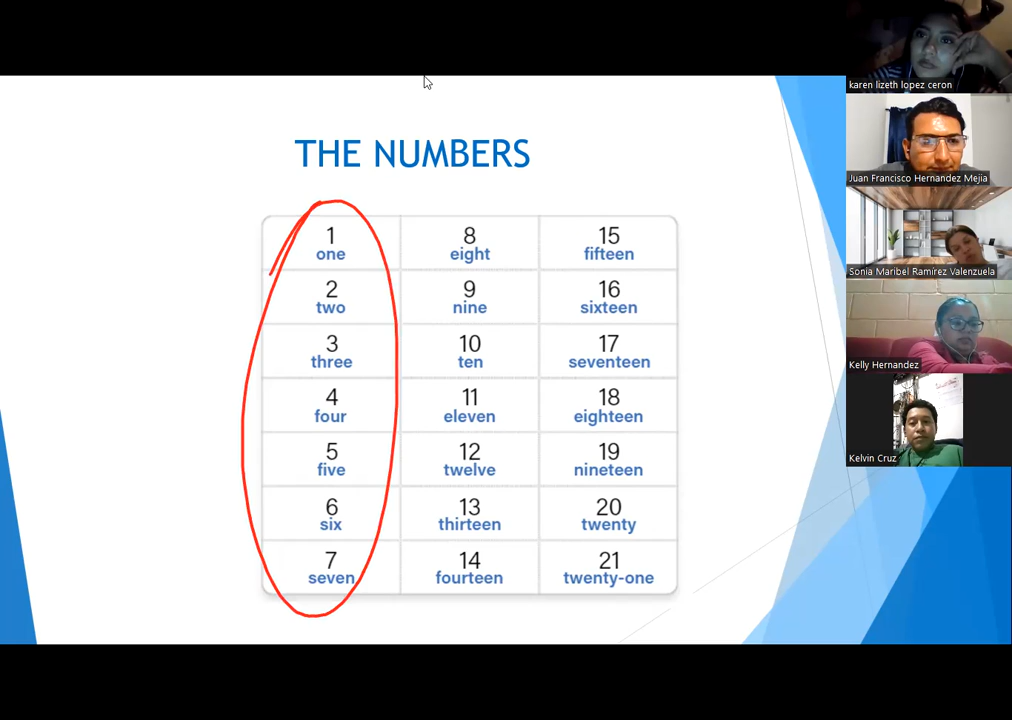 THE NUMBERS
1
one
2
two
3
three
4
four
5
five
6
six
7
seven
8
eight
9
nine
10
ten
11
eleven
12
twelve
13
thirteen
14
fourteen
15
fifteen
16
sixteen
17
seventeen
18
eighteen
19
nineteen
20
twenty
21
twenty-one
karen lizeth lopez ceron
Juan Francisco Hernandez Mejia
Sonia Maribel Ramírez Valenzuela
Kelly Hernandez
Kelvin Cruz